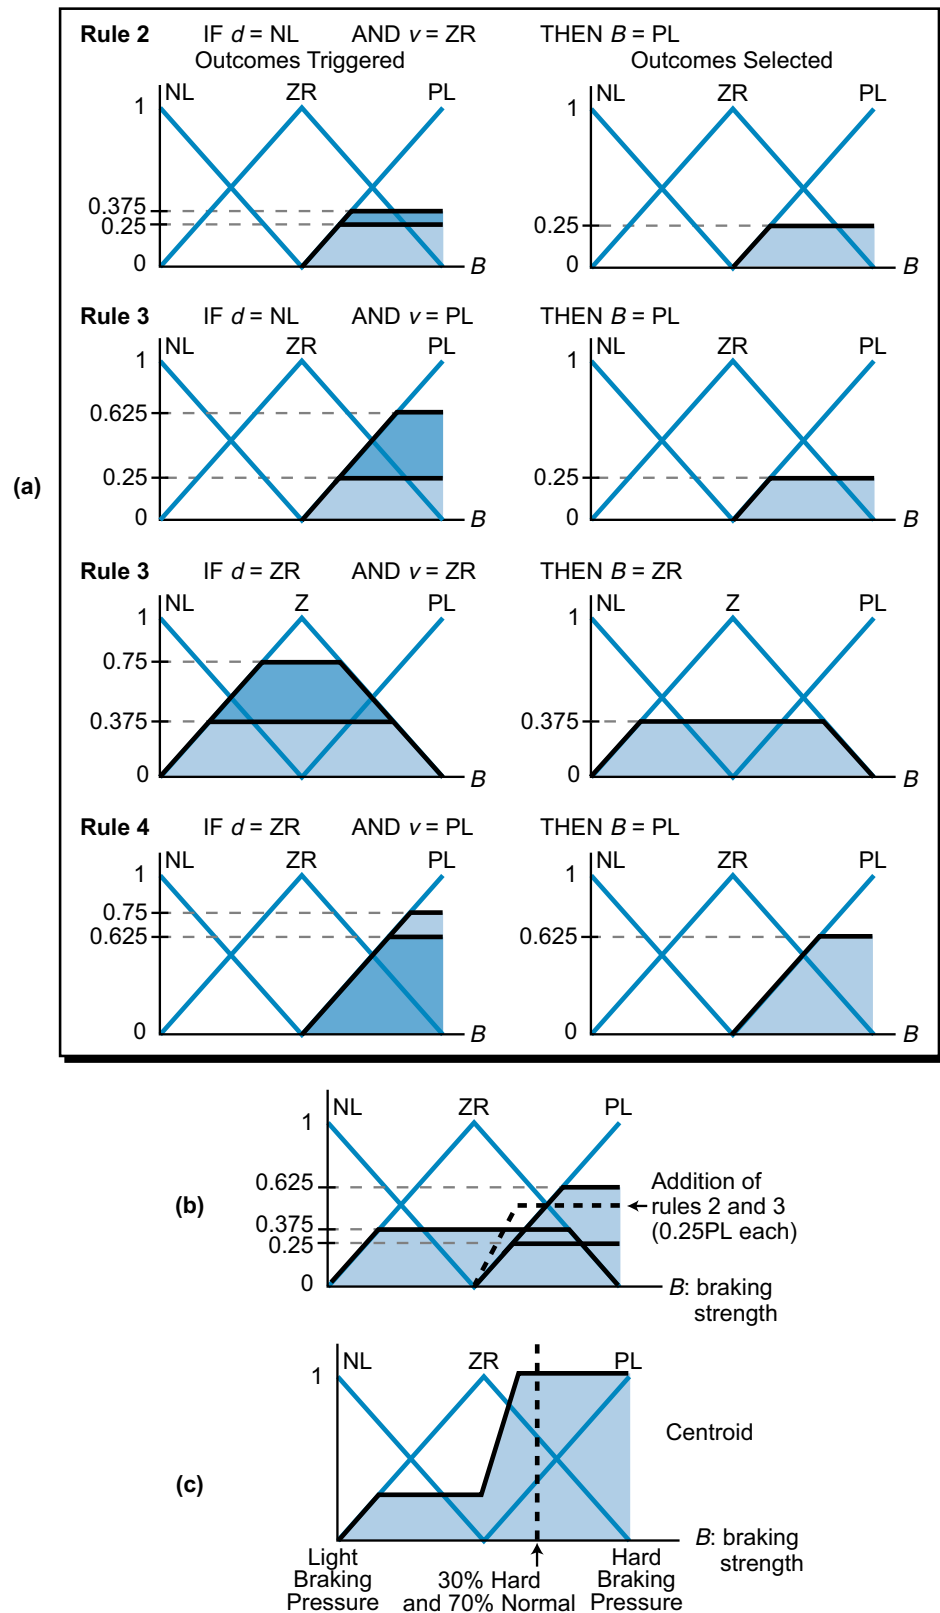 Rule 2 IF d = NL AND v = ZR THEN B = PL
Outcomes Triggered Outcomes Selected
NL ZR PL NL ZR PL
1 1
0.375
0.25 0.25
0 B 0 B
Rule 3 IF d = NL AND v = PL THEN B = PL
NL ZR PL NL ZR PL
1 1
0.625
0.25 0.25
0 B 0 B
(a)
Rule 3 IF d = ZR AND v = ZR THEN B = ZR
NL Z PL NL Z PL
1 1
0.75
0.375 0.375
0 B 0 B
Rule 4 IF d = ZR AND v = PL THEN B = PL
NL ZR PL NL ZR PL
1 1
0.75
0.625 0.625
0 B 0 B
(b)
NL ZR PL
1
0.625
0.375
0.25
0
Addition of
rules 2 and 3
(0.25PL each)
B: braking
strength
(c)
NL ZR PL
1
Centroid
B: braking
strength
Light
Braking
Pressure
30% Hard
and 70% Normal
Hard
Braking
Pressure